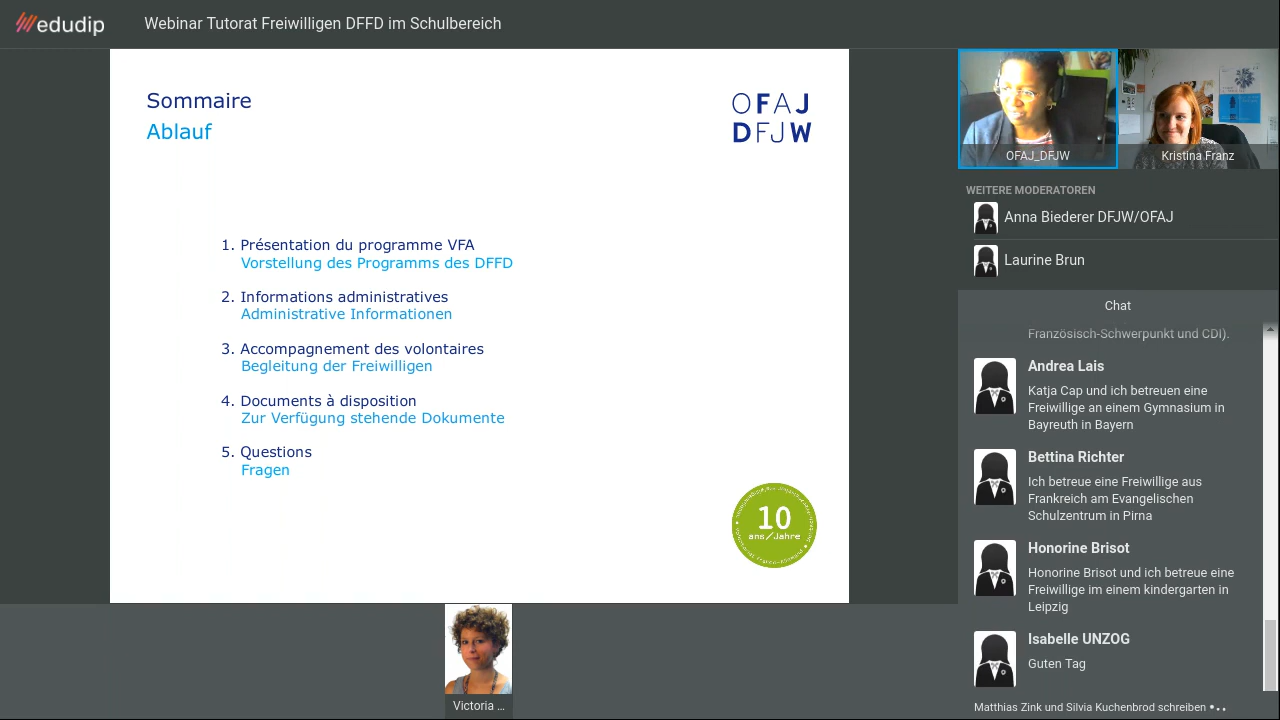 edudip
Webinar Tutorat Freiwilligen DFFD im Schulbereich
Sommaire
Ablauf
OFAJ
DFJW
1. Présentation du programme VFA
Vorstellung des Programms des DFFD
2. Informations administratives
Administrative Informationen
3. Accompagnement des volontaires
Begleitung der Freiwilligen
4. Documents à disposition
Zur Verfügung stehende Dokumente
5. Questions
Fragen
10
ans/Jahre
Victoria ...
OFAJ_DFJW
Kristina Franz
WEITERE MODERATOREN
Anna Biederer DFJW/OFAJ
Laurine Brun
Chat
Französisch-Schwerpunkt und CDI).
Andrea Lais
Katja Cap und ich betreuen eine
Freiwillige an einem Gymnasium in
Bayreuth in Bayern
Bettina Richter
Ich betreue eine Freiwillige aus
Frankreich am Evangelischen
Schulzentrum in Pirna
Honorine Brisot
Honorine Brisot und ich betreue eine
Freiwillige im einem kindergarten in
Leipzig
Isabelle UNZOG
Guten Tag
Matthias Zink und Silvia Kuchenbrod schreiben